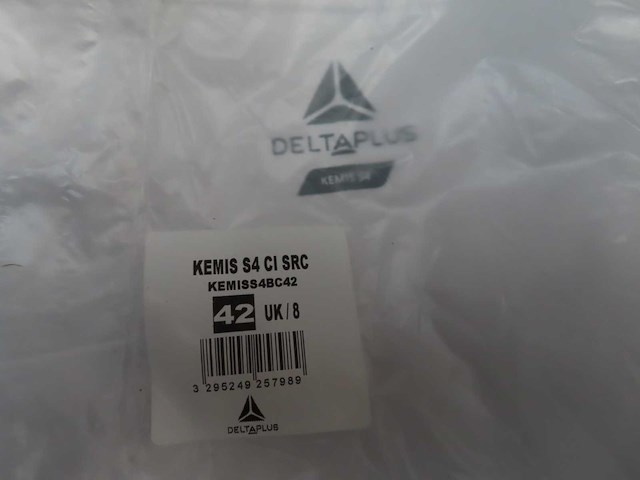 DELTAPLUS
KEMIS S4
KEMIS S4 CI SRC
KEMISS4BC42
42 UK / 8
3 295249 257989
DELTAPLUS